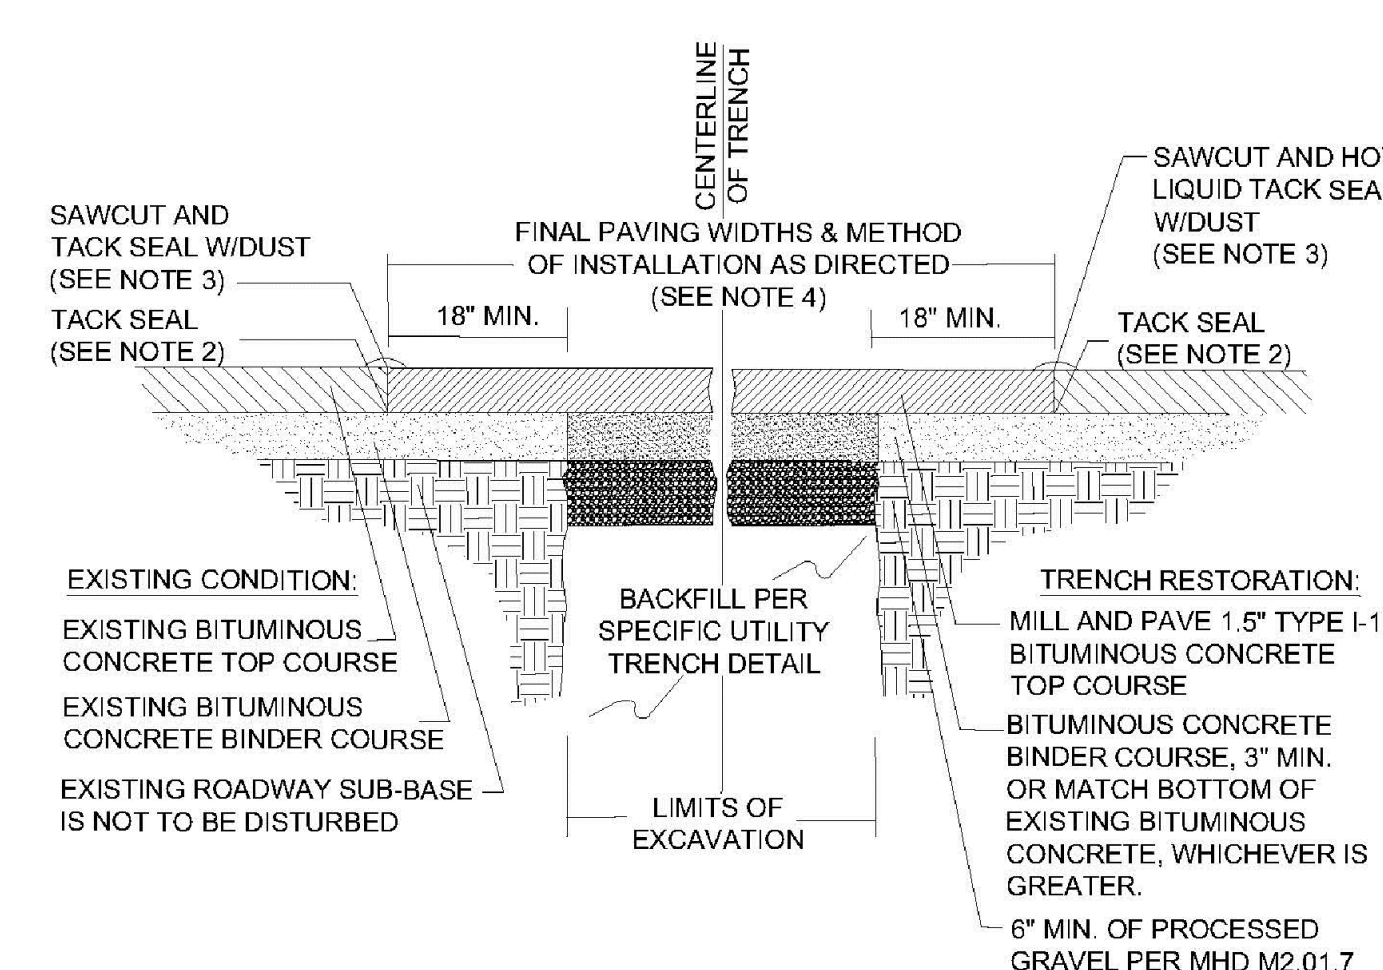 CENTERLINE
OF TRENCH
SAWCUT AND
TACK SEAL W/DUST
(SEE NOTE 3)
TACK SEAL
(SEE NOTE 2)
FINAL PAVING WIDTHS & METHOD
OF INSTALLATION AS DIRECTED
(SEE NOTE 4)
18" MIN.
18" MIN.
SAWCUT AND HOT
LIQUID TACK SEA
W/DUST
(SEE NOTE 3)
TACK SEAL
(SEE NOTE 2)
EXISTING CONDITION:
EXISTING BITUMINOUS
CONCRETE TOP COURSE
EXISTING BITUMINOUS
CONCRETE BINDER COURSE
EXISTING ROADWAY SUB-BASE
IS NOT TO BE DISTURBED
BACKFILL PER
SPECIFIC UTILITY
TRENCH DETAIL
LIMITS OF
EXCAVATION
TRENCH RESTORATION:
MILL AND PAVE 1.5" TYPE I-1
BITUMINOUS CONCRETE
TOP COURSE
BITUMINOUS CONCRETE
BINDER COURSE, 3" MIN.
OR MATCH BOTTOM OF
EXISTING BITUMINOUS
CONCRETE, WHICHEVER IS
GREATER.
6" MIN. OF PROCESSED
GRAVEL PER MHD M2.01.7